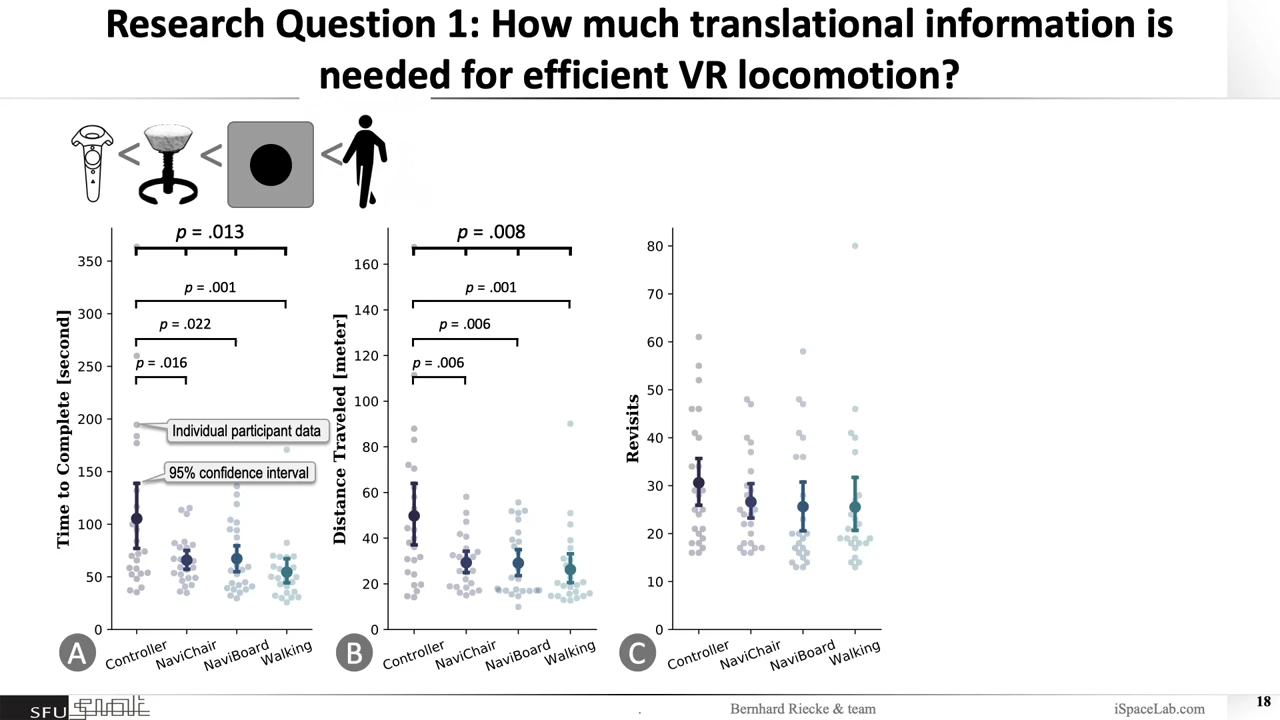 Research Question 1: How much translational information is
needed for efficient VR locomotion?
< < <
p = .013
p = .001
p = .022
p = .016
Individual participant data
95% confidence interval
Time to Complete [second]
350
300
250
200
150
100
50
0
Controller NaviChair NaviBoard Walking
A
p = .008
p = .001
p = .006
p = .006
Distance Traveled [meter]
160
140
120
100
80
60
40
20
0
Controller NaviChair NaviBoard Walking
B
Revisits
80
70
60
50
40
30
20
10
0
Controller NaviChair NaviBoard Walking
C
SFU
Bernhard Riecke & team
iSpaceLab.com
18